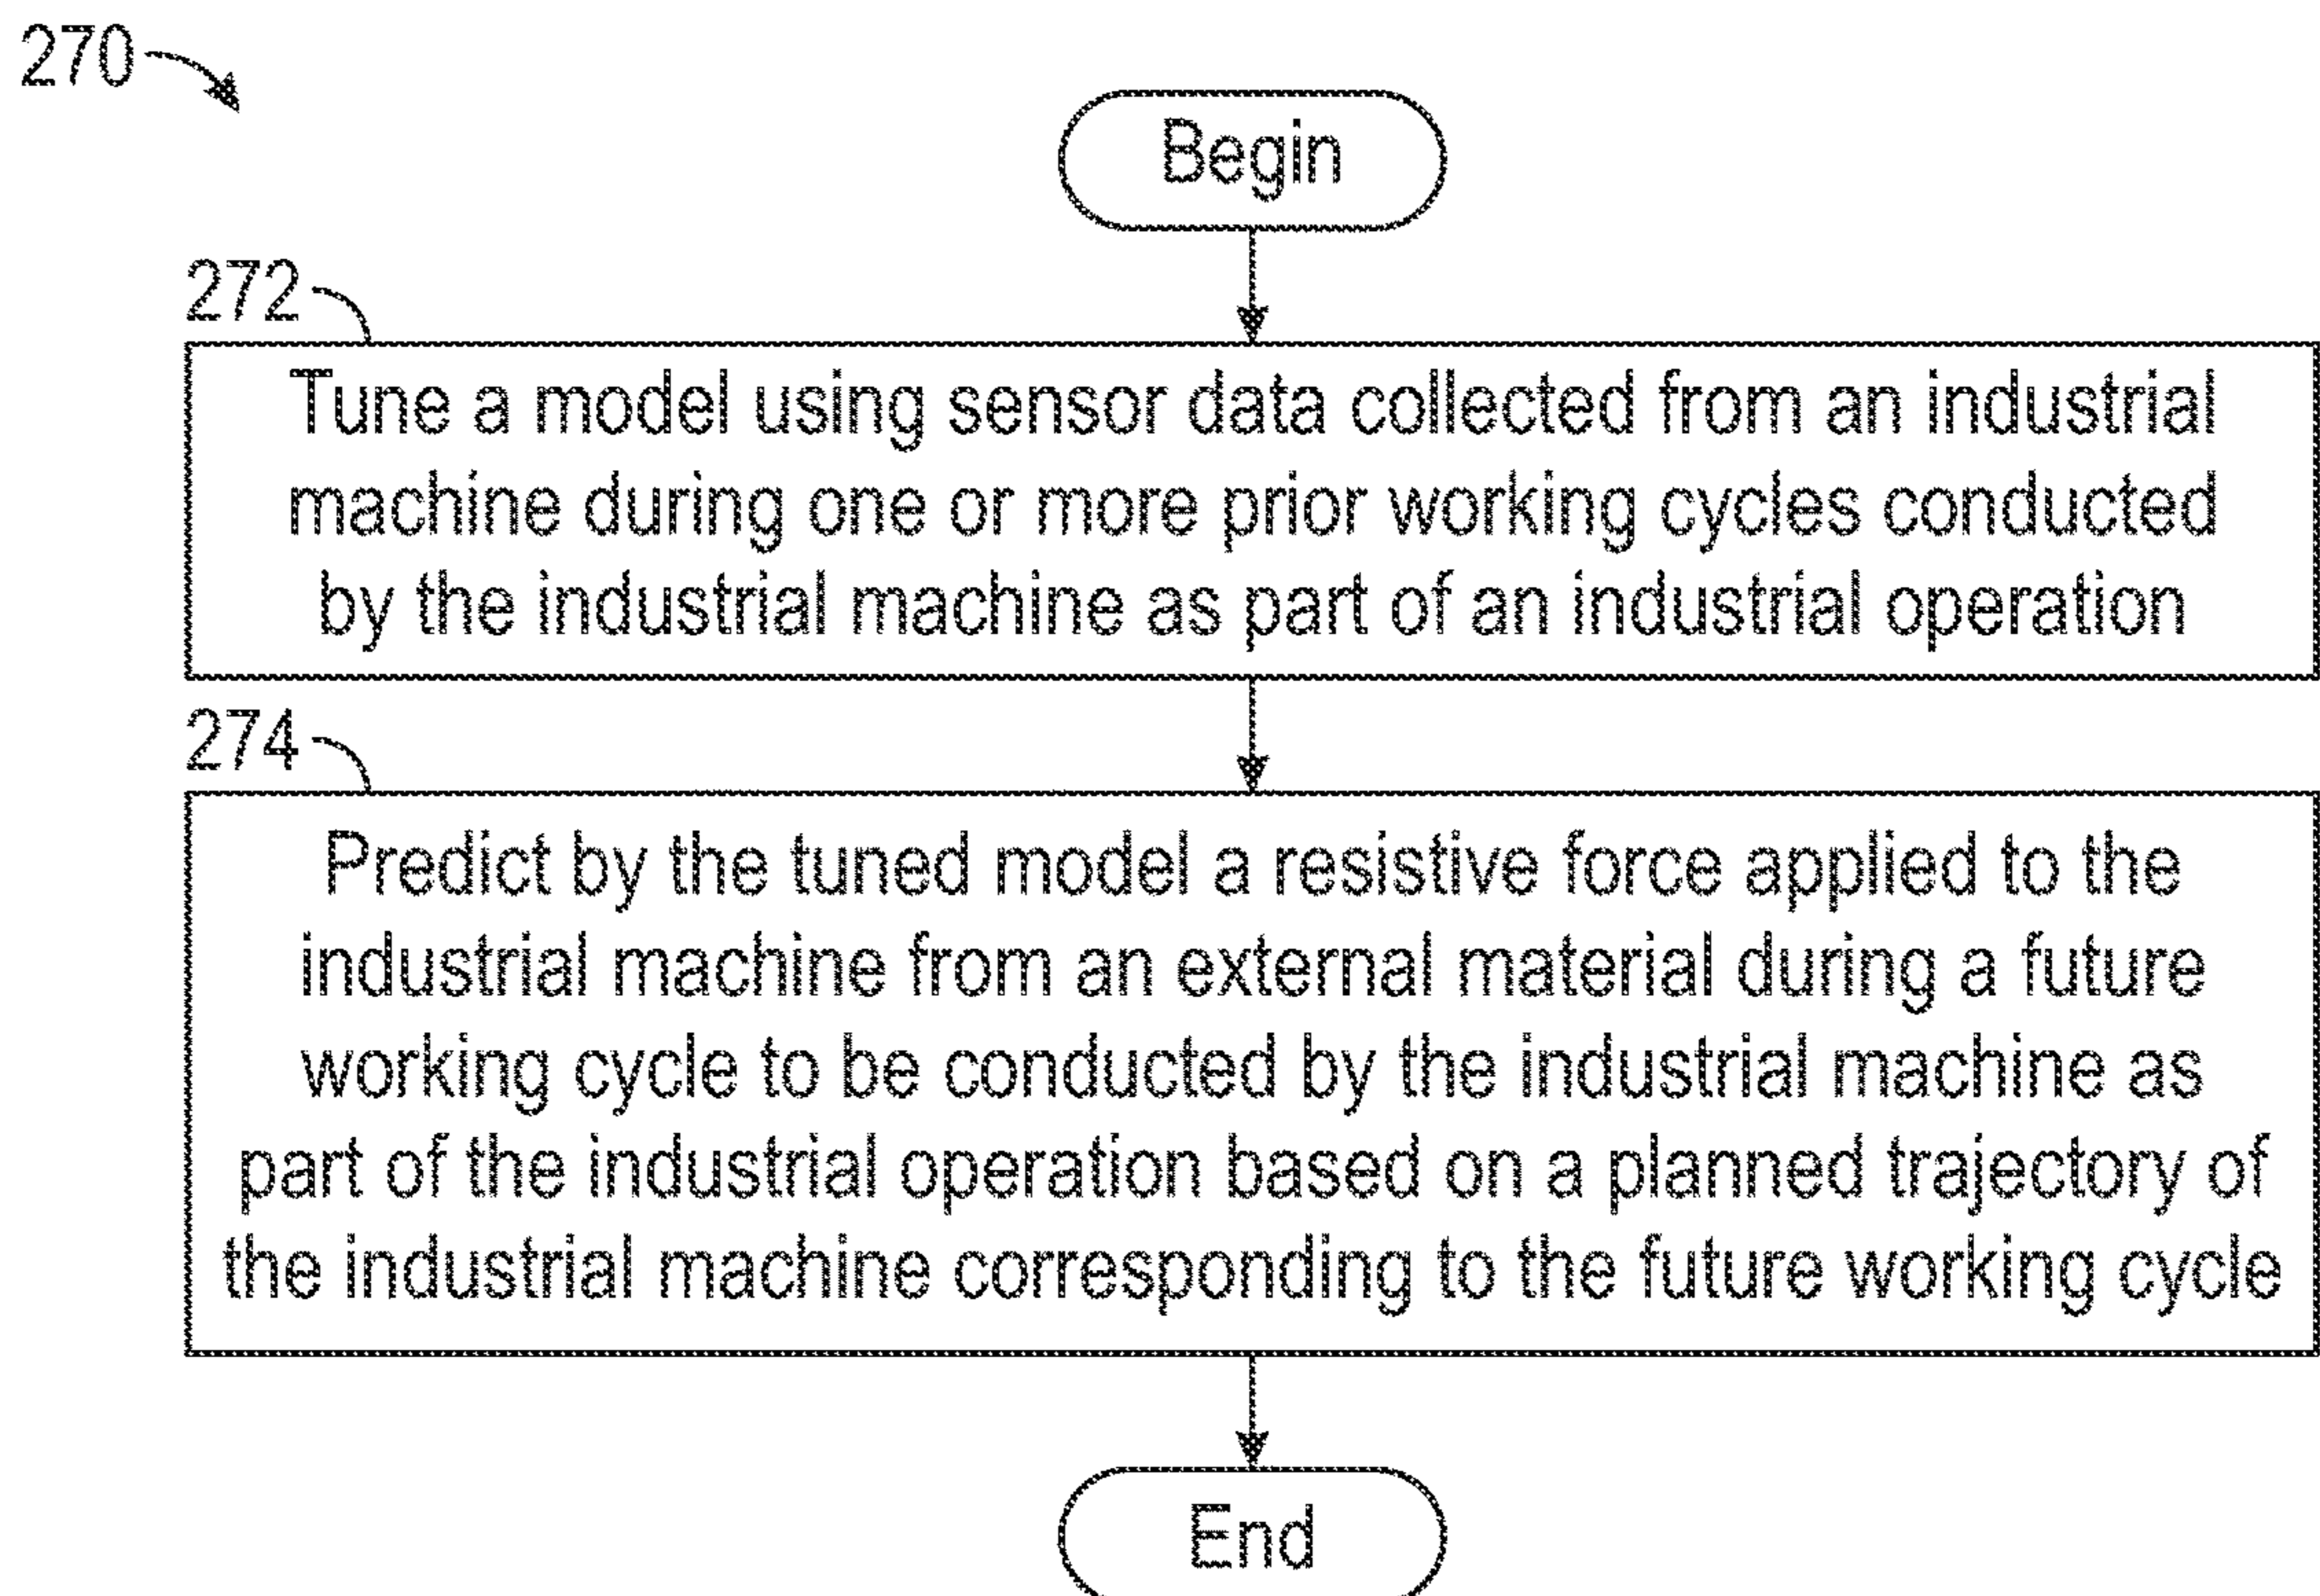 270
Begin
272
Tune a model using sensor data collected from an industrial
machine during one or more prior working cycles conducted
by the industrial machine as part of an industrial operation
274
Predict by the tuned model a resistive force applied to the
industrial machine from an external material during a future
working cycle to be conducted by the industrial machine as
part of the industrial operation based on a planned trajectory of
the industrial machine corresponding to the future working cycle
End